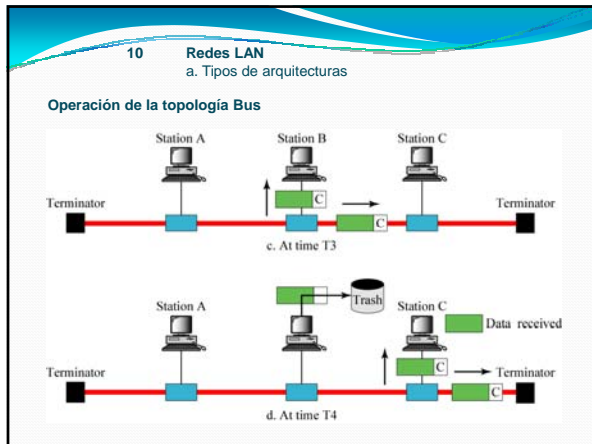 10 Redes LAN
a. Tipos de arquitecturas
Operación de la topología Bus
Station A Station B Station C
Terminator Terminator
C
C
c. At time T3
Trash
Station A Station C
Data received
Terminator C Terminator
C
d. At time T4